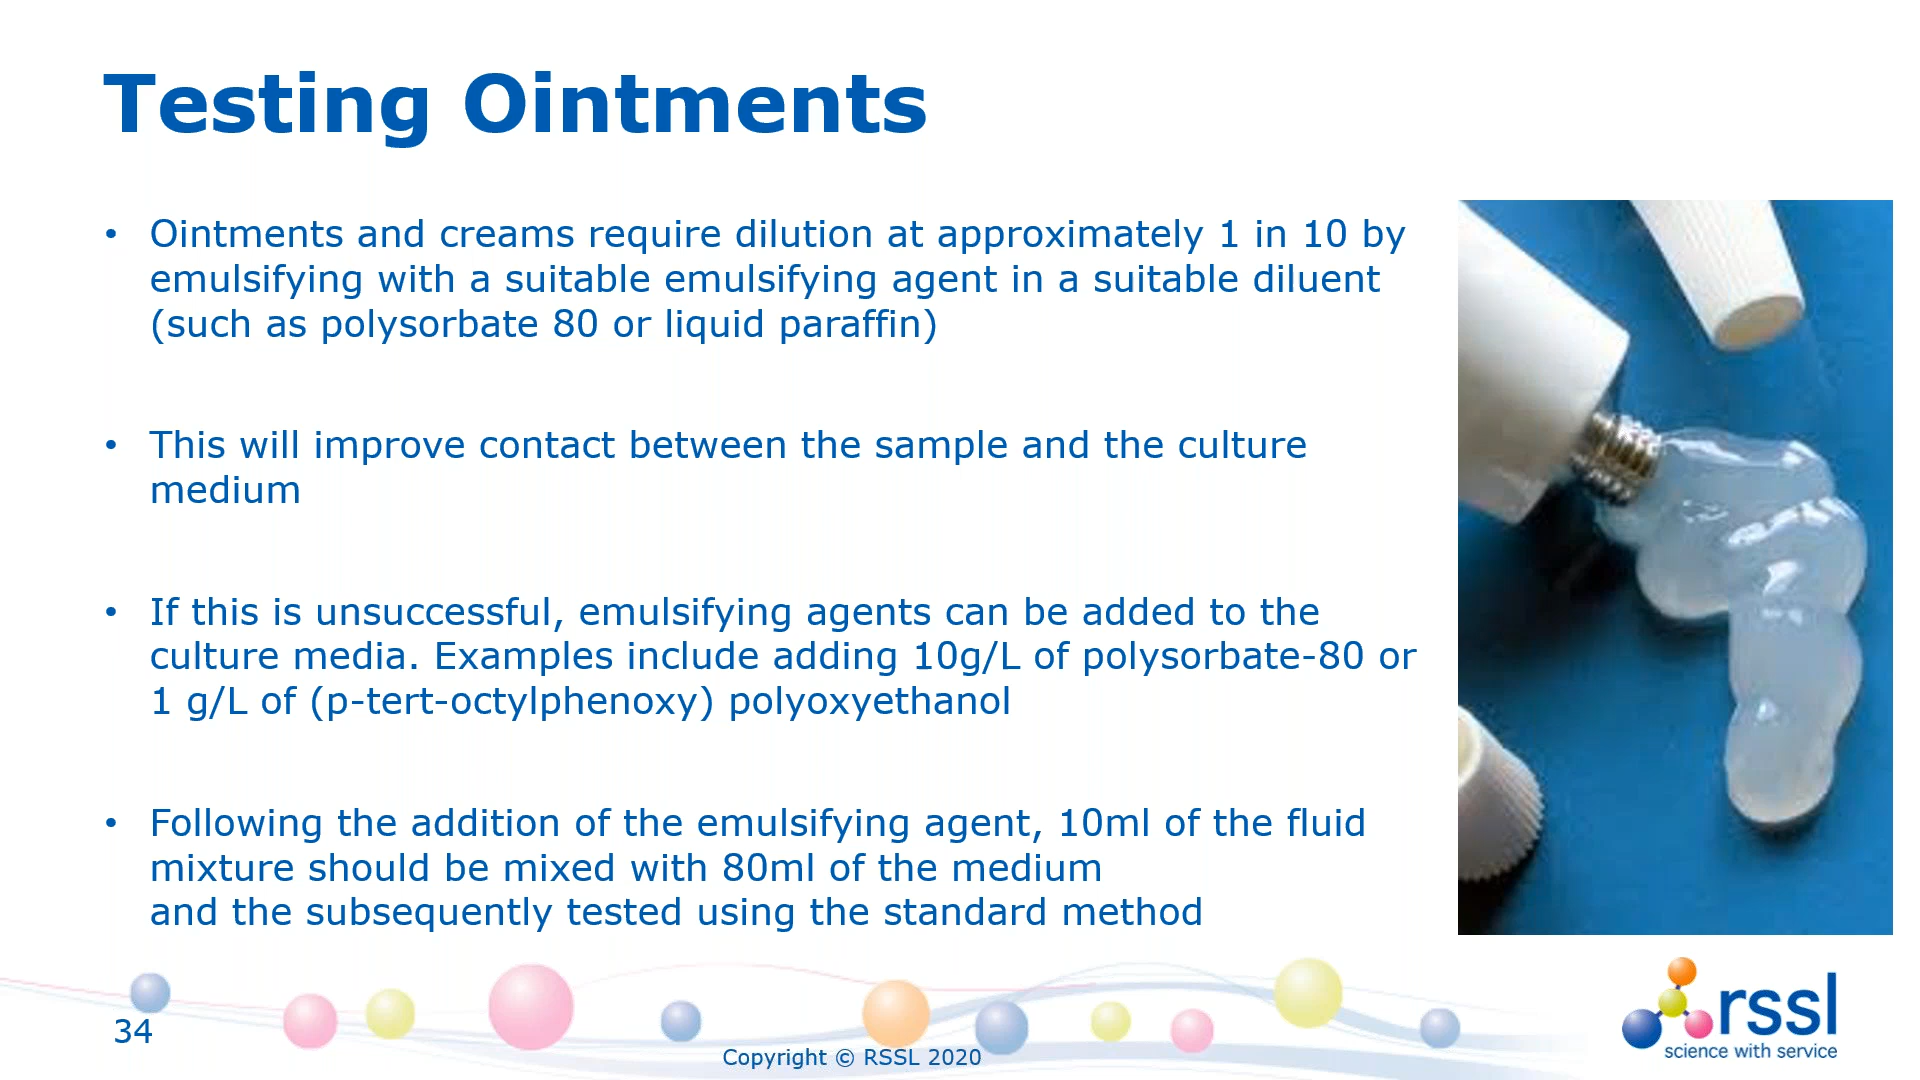 Testing Ointments
• Ointments and creams require dilution at approximately 1 in 10 by
emulsifying with a suitable emulsifying agent in a suitable diluent
(such as polysorbate 80 or liquid paraffin)
• This will improve contact between the sample and the culture
medium
• If this is unsuccessful, emulsifying agents can be added to the
culture media. Examples include adding 10g/L of polysorbate-80 or
1 g/L of (p-tert-octylphenoxy) polyoxyethanol
• Following the addition of the emulsifying agent, 10ml of the fluid
mixture should be mixed with 80ml of the medium
and the subsequently tested using the standard method
34
Copyright © RSSL 2020
rssl
science with service